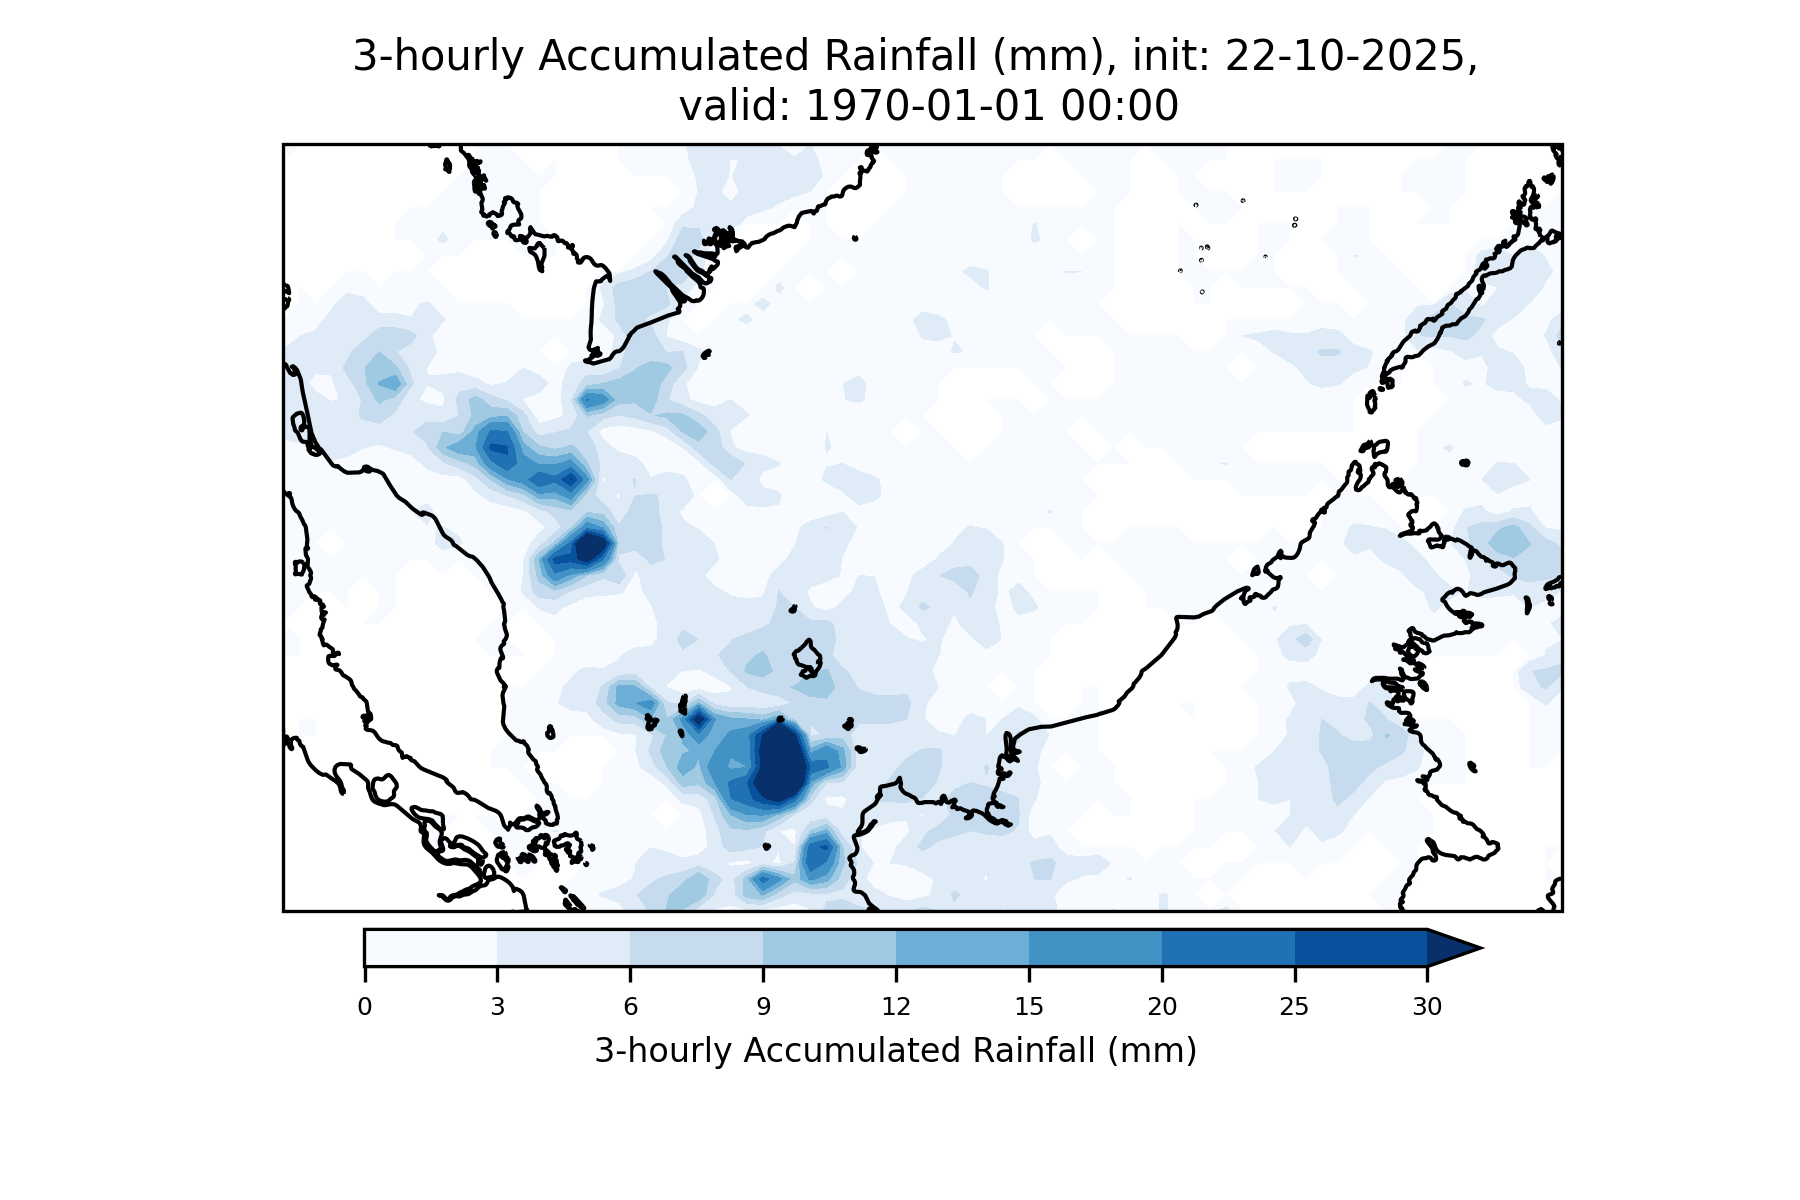 3-hourly Accumulated Rainfall (mm), init: 22-10-2025,
valid: 1970-01-01 00:00
0 3 6 9 12 15 20 25 30
3-hourly Accumulated Rainfall (mm)